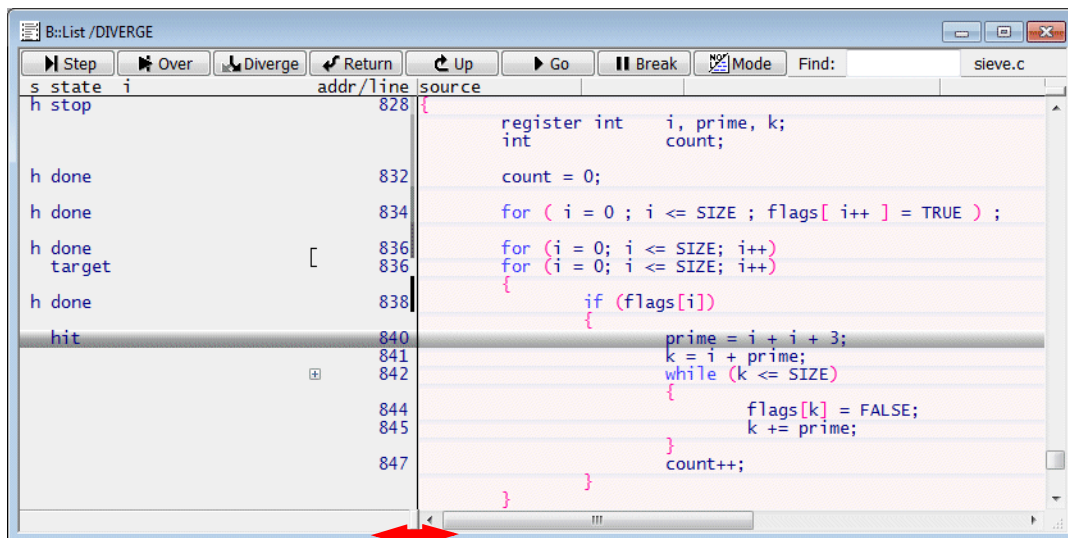 B::List /DIVERGE
Step Over Diverge Return Up Go Break Mode Find: sieve.c
s state i addr/line source
h stop 828 {
register int i, prime, k;
int count;
h done 832 count = 0;
h done 834 for ( i = 0 ; i <= SIZE ; flags[ i++ ] = TRUE ) ;
h done 836 for (i = 0; i <= SIZE; i++)
target 836 for (i = 0; i <= SIZE; i++)
{
h done 838 if (flags[i])
{
hit 840 prime = i + i + 3;
841 k = i + prime;
842 while (k <= SIZE)
{
844 flags[k] = FALSE;
845 k += prime;
}
847 count++;
}
}